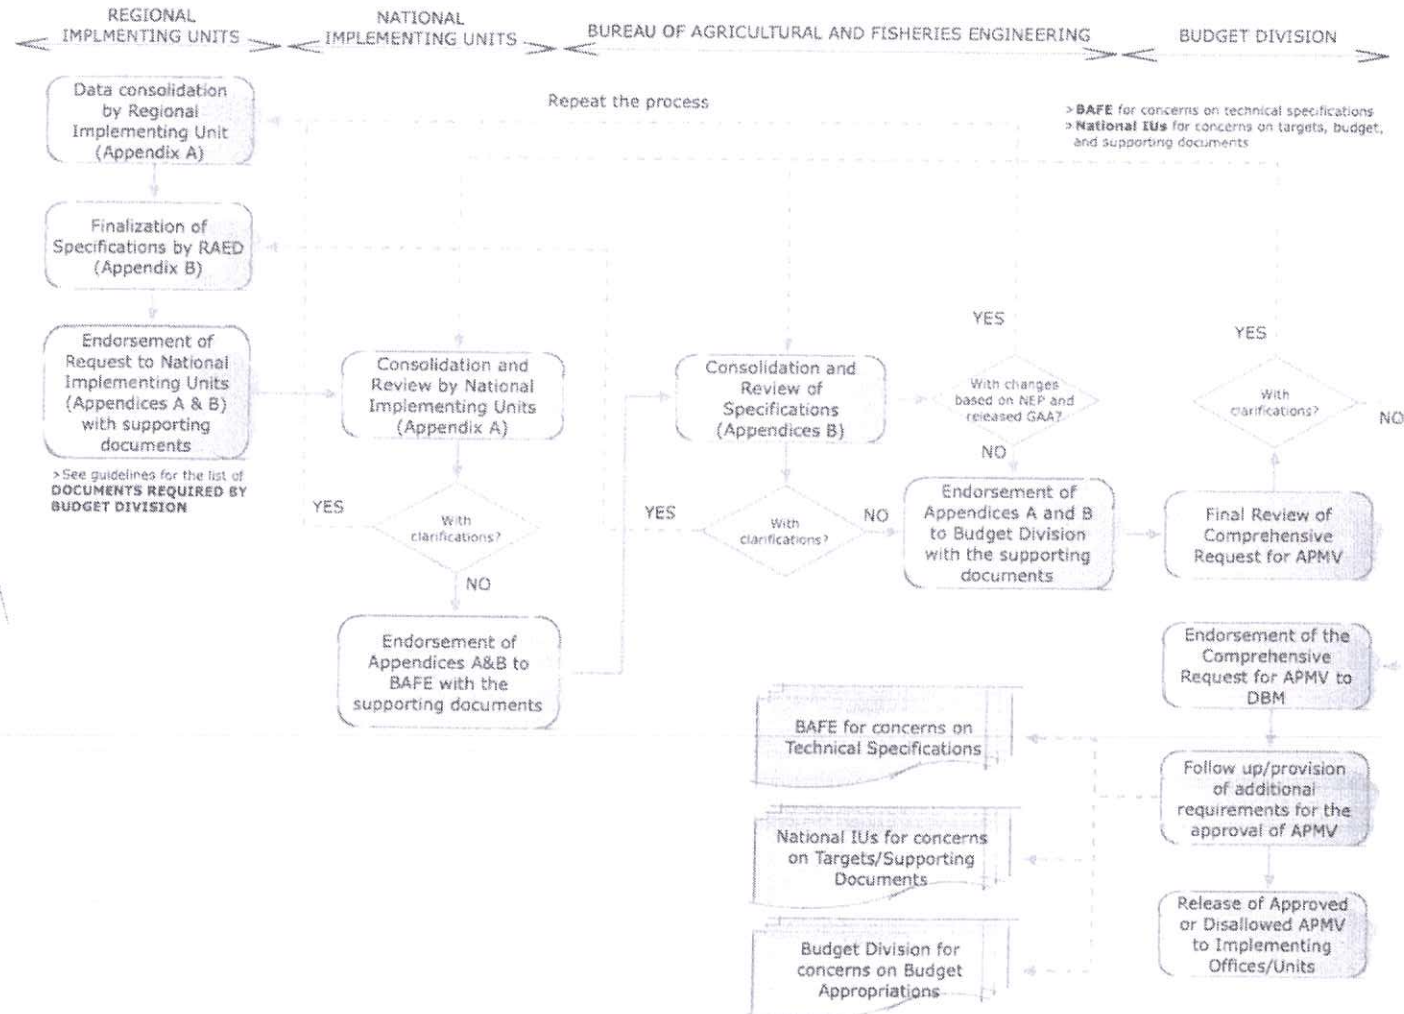 REGIONAL
IMPLMENTING UNITS
NATIONAL
IMPLEMENTING UNITS
BUREAU OF AGRICULTURAL AND FISHERIES ENGINEERING
BUDGET DIVISION
Data consolidation
by Regional
Implementing Unit
(Appendix A)
Repeat the process
> BAFE for concerns on technical specifications
> National IUs for concerns on targets, budget,
and supporting documents
Finalization of
Specifications by RAED
(Appendix B)
Endorsement of
Request to National
Implementing Units
(Appendices A & B)
with supporting
documents
>See guidelines for the list of
DOCUMENTS REQUIRED BY
BUDGET DIVISION
Consolidation and
Review by National
Implementing Units
(Appendix A)
YES
With
clarifications?
NO
Endorsement of
Appendices A&B to
BAFE with the
supporting documents
Consolidation and
Review of
Specifications
(Appendices B)
YES
With
clarifications?
NO
YES
With changes
based on NEP and
released GAA?
NO
Endorsement of
Appendices A and B
to Budget Division
with the supporting
documents
YES
With
clarifications?
NO
Final Review of
Comprehensive
Request for APMV
Endorsement of the
Comprehensive
Request for APMV to
DBM
Follow up/provision
of additional
requirements for the
approval of APMV
Release of Approved
or Disallowed APMV
to Implementing
Offices/Units
BAFE for concerns on
Technical Specifications
National IUs for concerns
on Targets/Supporting
Documents
Budget Division for
concerns on Budget
Appropriations